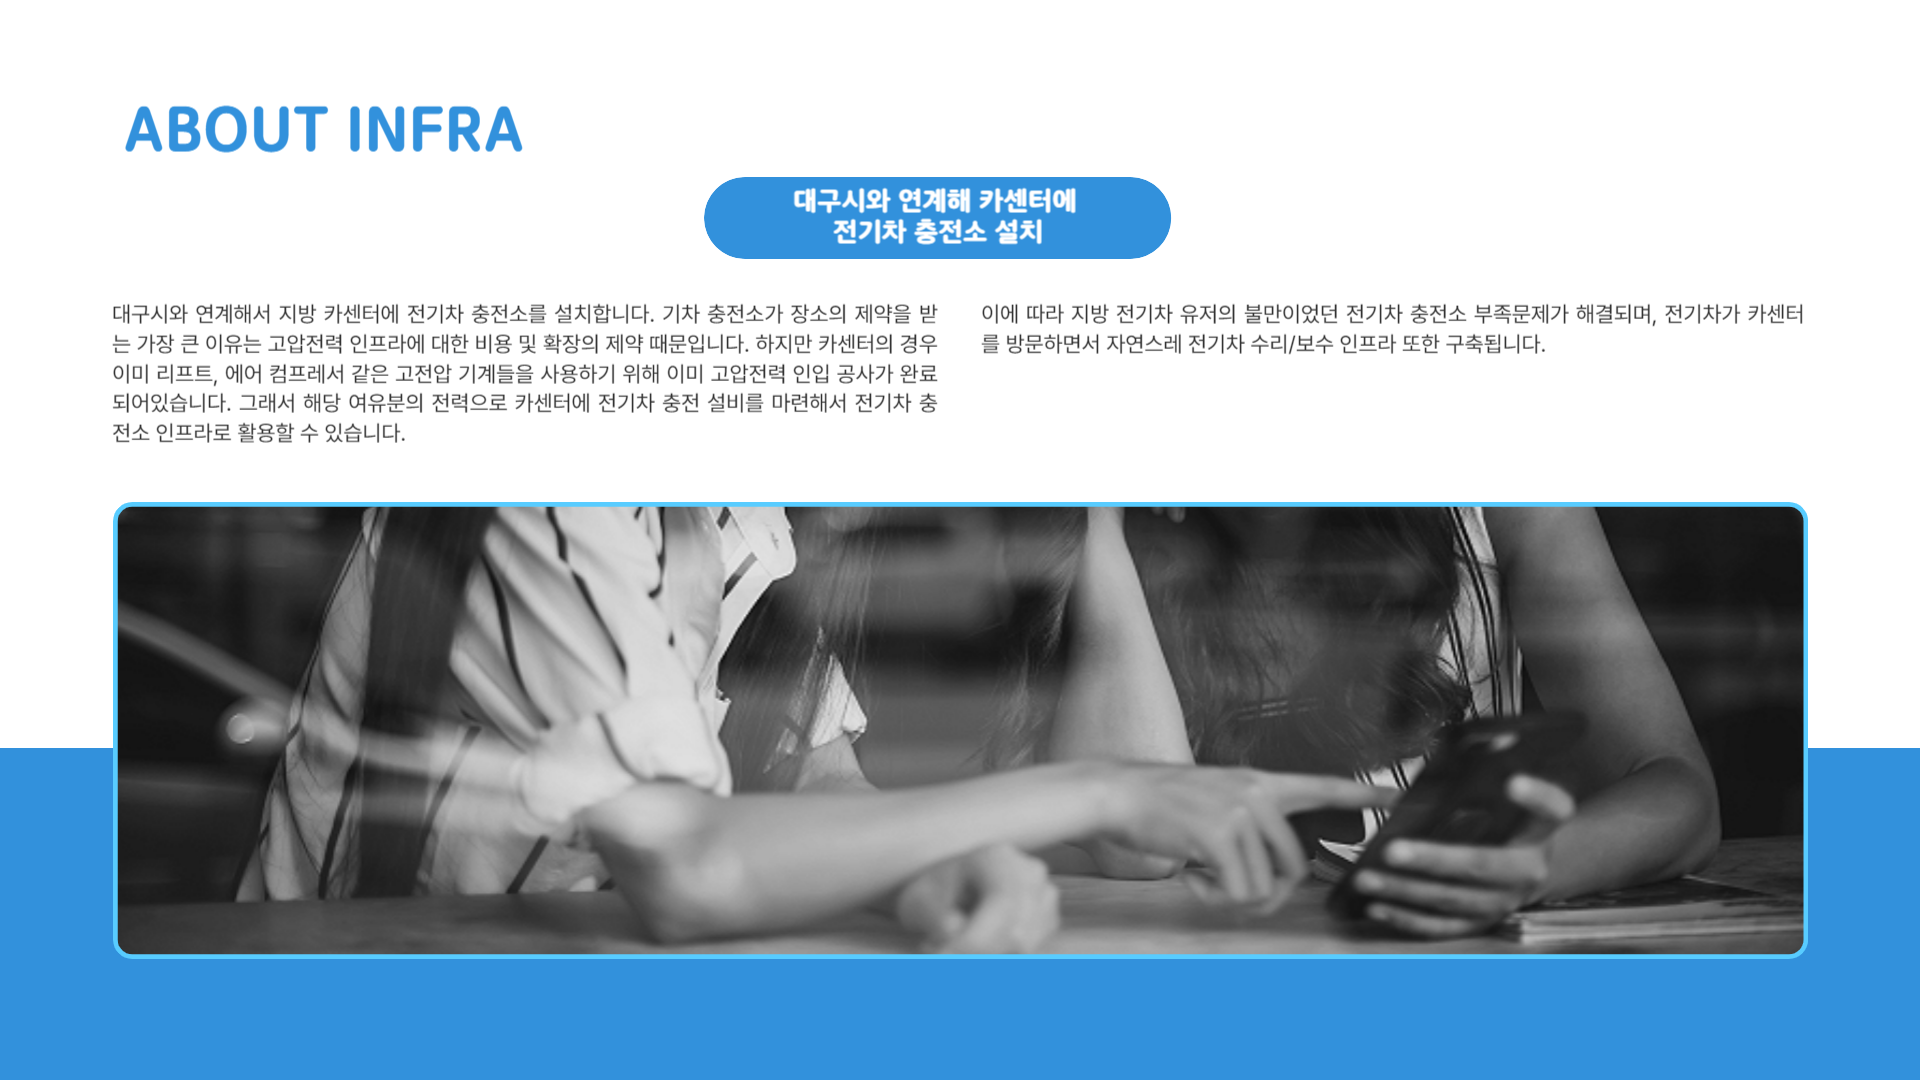 ABOUT INFRA
대구시와 연계해 카센터에
전기차 충전소 설치
대구시와 연계해서 지방 카센터에 전기차 충전소를 설치합니다. 기차 충전소가 장소의 제약을 받
는 가장 큰 이유는 고압전력 인프라에 대한 비용 및 확장의 제약 때문입니다. 하지만 카센터의 경우
이미 리프트, 에어 컴프레서 같은 고전압 기계들을 사용하기 위해 이미 고압전력 인입 공사가 완료
되어있습니다. 그래서 해당 여유분의 전력으로 카센터에 전기차 충전 설비를 마련해서 전기차 충
전소 인프라로 활용할 수 있습니다.
이에 따라 지방 전기차 유저의 불만이었던 전기차 충전소 부족문제가 해결되며, 전기차가 카센터
를 방문하면서 자연스레 전기차 수리/보수 인프라 또한 구축됩니다.